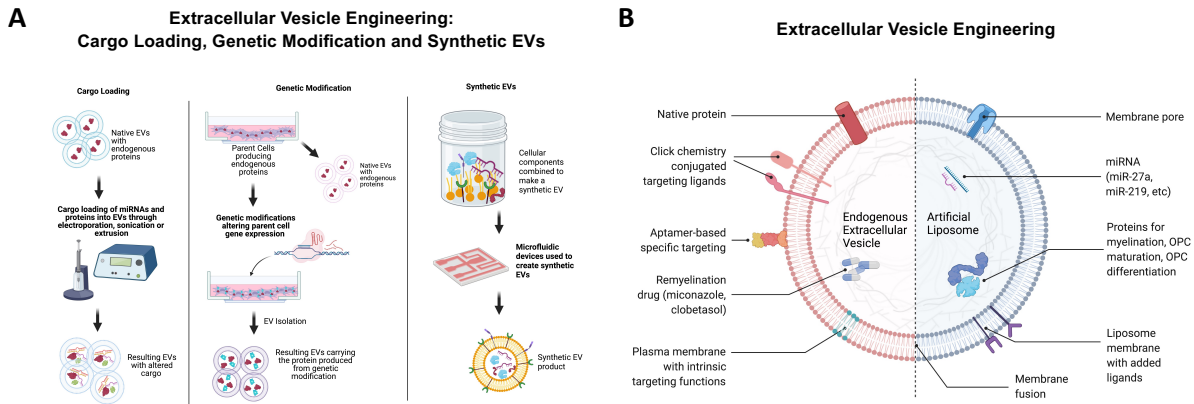 A
Extracellular Vesicle Engineering:
Cargo Loading, Genetic Modification and Synthetic EVs
Cargo Loading
Native EVs
with
endogenous
proteins
Cargo loading of miRNAs and
proteins into EVs through
electroporation, sonication or
extrusion
Resulting EVs
with altered
cargo
Genetic Modification
Parent Cells
producing
endogenous
proteins
Native EVs
with endogenous
proteins
Genetic modifications
altering parent cell
gene expression
EV Isolation
Resulting EVs carrying
the protein produced
from genetic
modification
Synthetic EVs
Cellular
components
combined to
make a
synthetic EV
Microfluidic
devices used to
create synthetic
EVs
Synthetic EV
product
B
Extracellular Vesicle Engineering
Native protein
Click chemistry
conjugated
targeting ligands
Aptamer-based
specific targeting
Remyelination
drug (miconazole,
clobetasol)
Plasma membrane
with intrinsic
targeting functions
Endogenous
Extracellular
Vesicle
Artificial
Liposome
Membrane pore
miRNA
(miR-27a,
miR-219, etc)
Proteins for
myelination, OPC
maturation, OPC
differentiation
Liposome
membrane
with added
ligands
Membrane
fusion